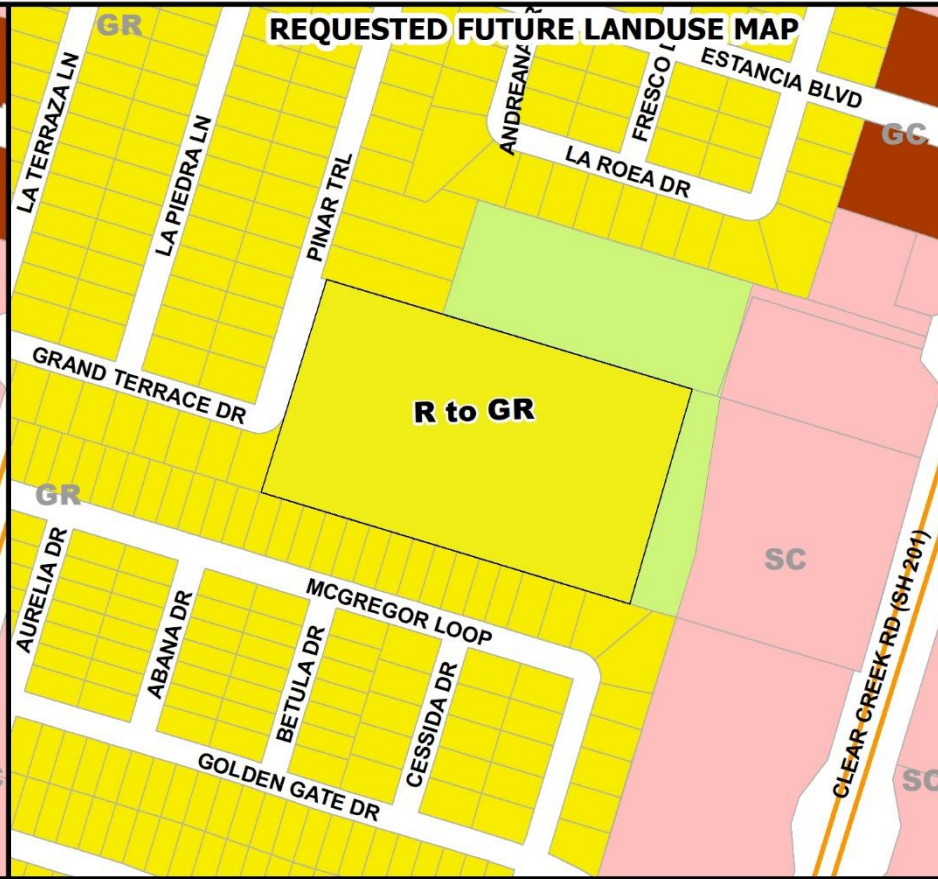 REQUESTED FUTURE LANDUSE MAP
GR
LA TERRAZA LN
LA PIEDRA LN
PINAR TRL
ANDREANA
FRESCO L
ESTANCIA BLVD
GC
LA ROEA DR
GRAND TERRACE DR
R to GR
GR
AURELIA DR
ABANA DR
BETULA DR
CESSIDA DR
MCGREGOR LOOP
GOLDEN GATE DR
SC
CLEAR CREEK RD (SH 201)
SC